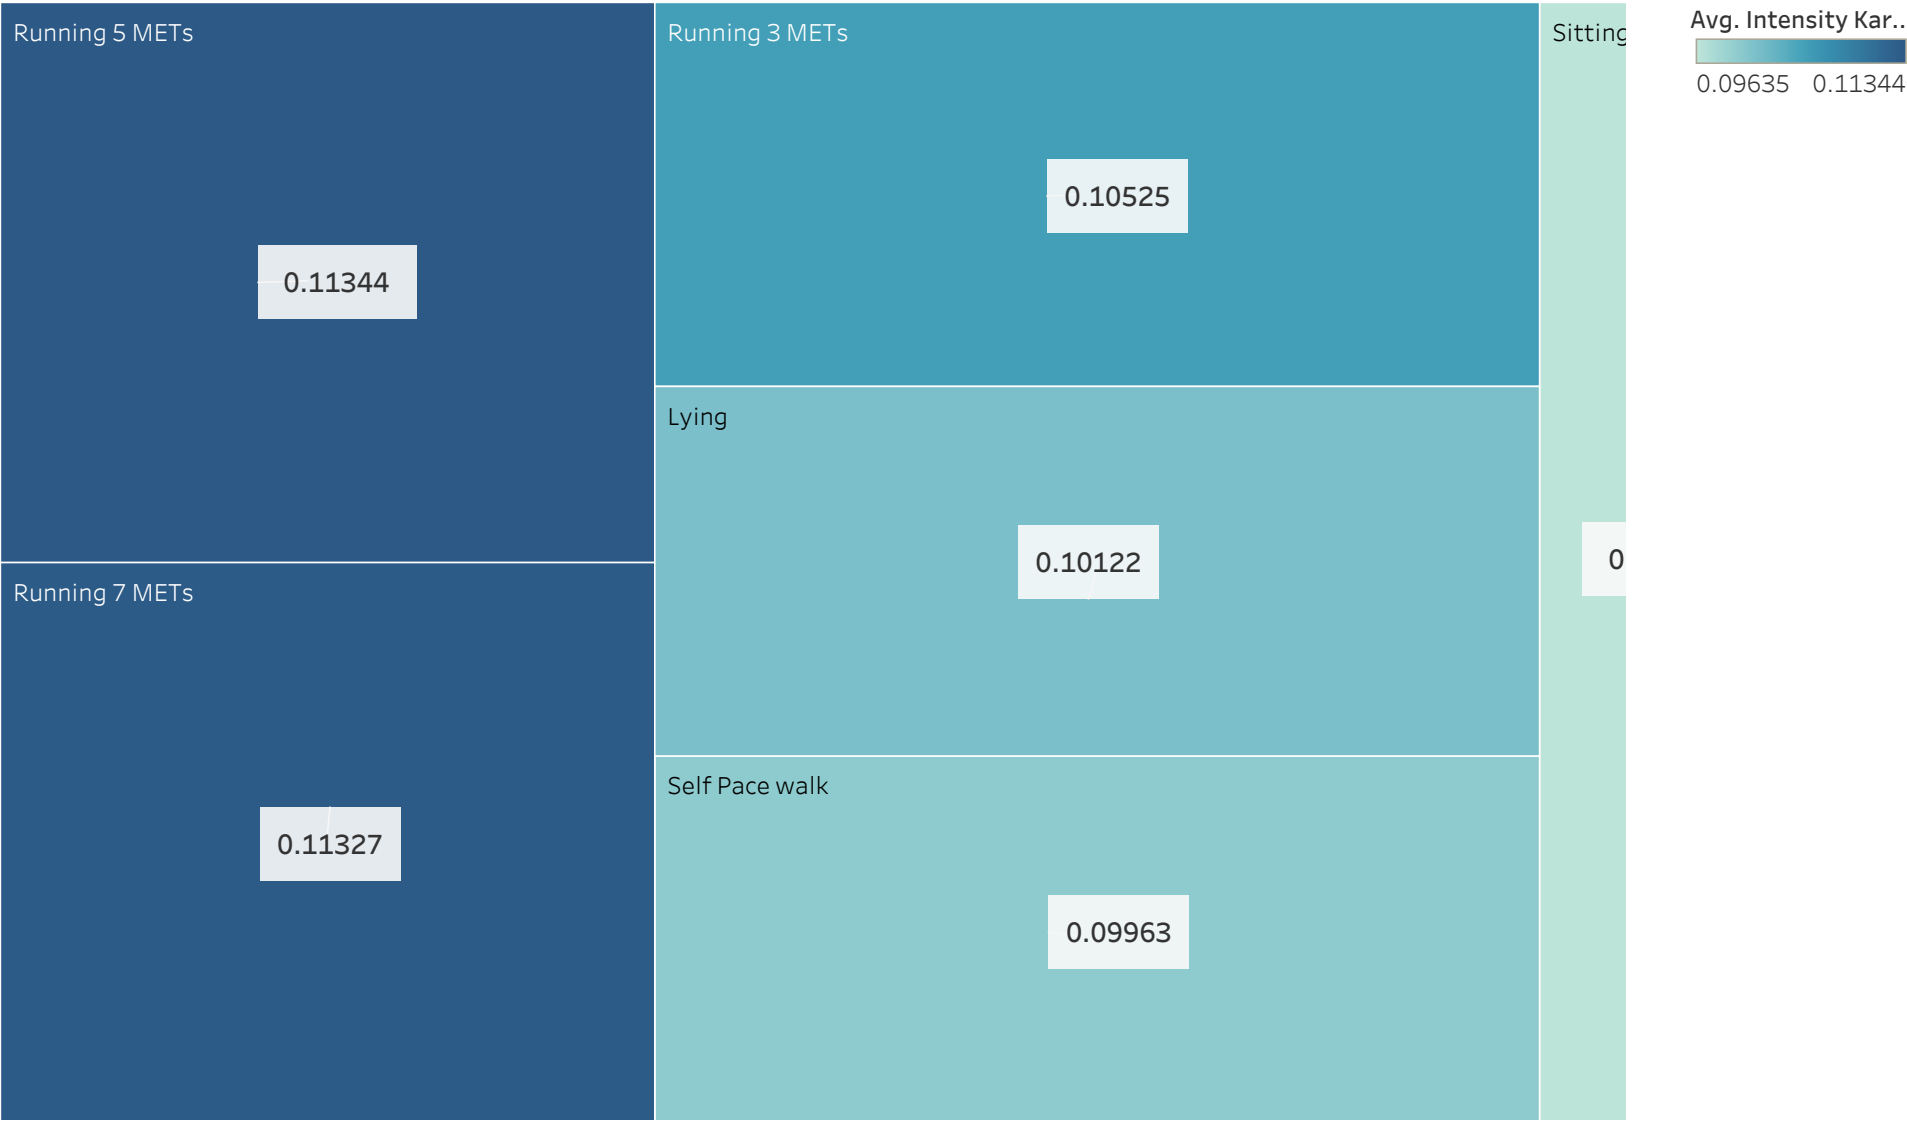 Running 5 METs
0.11344
Running 7 METs
0.11327
Running 3 METs
0.10525
Lying
0.10122
Self Pace walk
0.09963
Sitting
0
Avg. Intensity Kar..
0.09635 0.11344